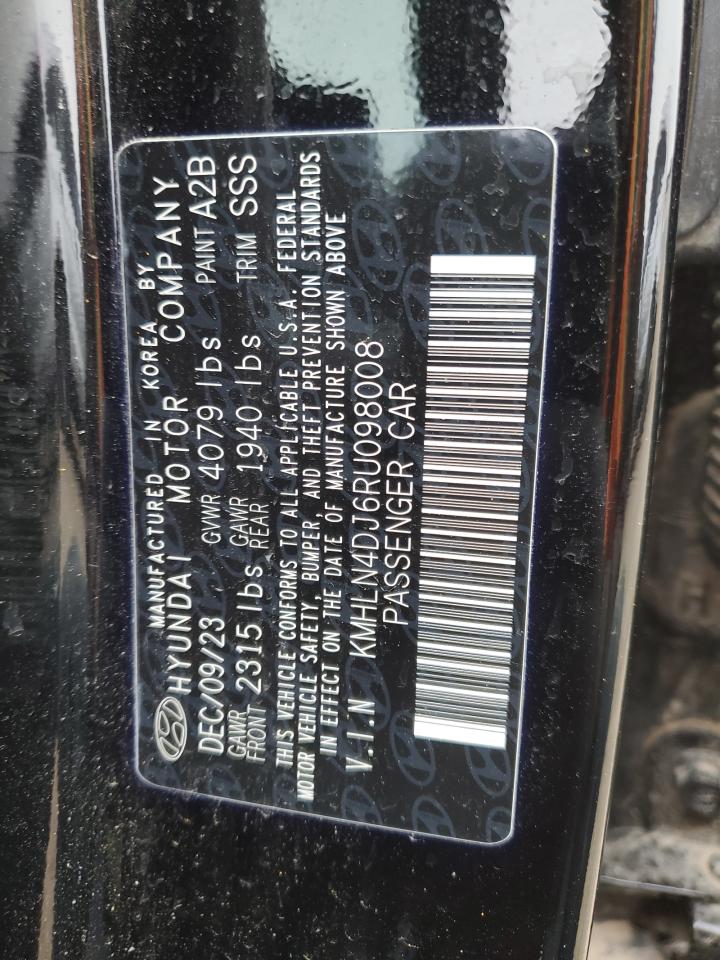 MANUFACTURED IN KOREA BY
HYUNDAI MOTOR COMPANY
DEC/09/23 GVWR 4079 lbs PAINT A2B
GAWR FRONT 2315 lbs GAWR REAR 1940 lbs TRIM SSS
THIS VEHICLE CONFORMS TO ALL APPLICABLE U.S.A. FEDERAL
MOTOR VEHICLE SAFETY, BUMPER, AND THEFT PREVENTION STANDARDS
IN EFFECT ON THE DATE OF MANUFACTURE SHOWN ABOVE
V.I.N KMHLN4DJ6RU098008
PASSENGER CAR